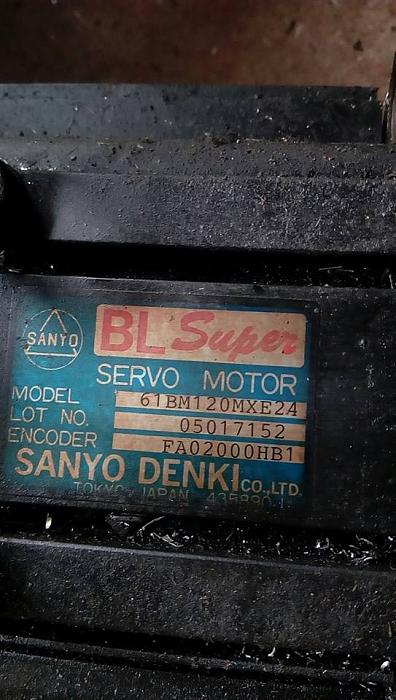 SANYO
BL Super
SERVO MOTOR
MODEL 61BM120MXE24
LOT NO. 05017152
ENCODER FA02000HB1
SANYO DENKI CO.,LTD.
TOKYO JAPAN